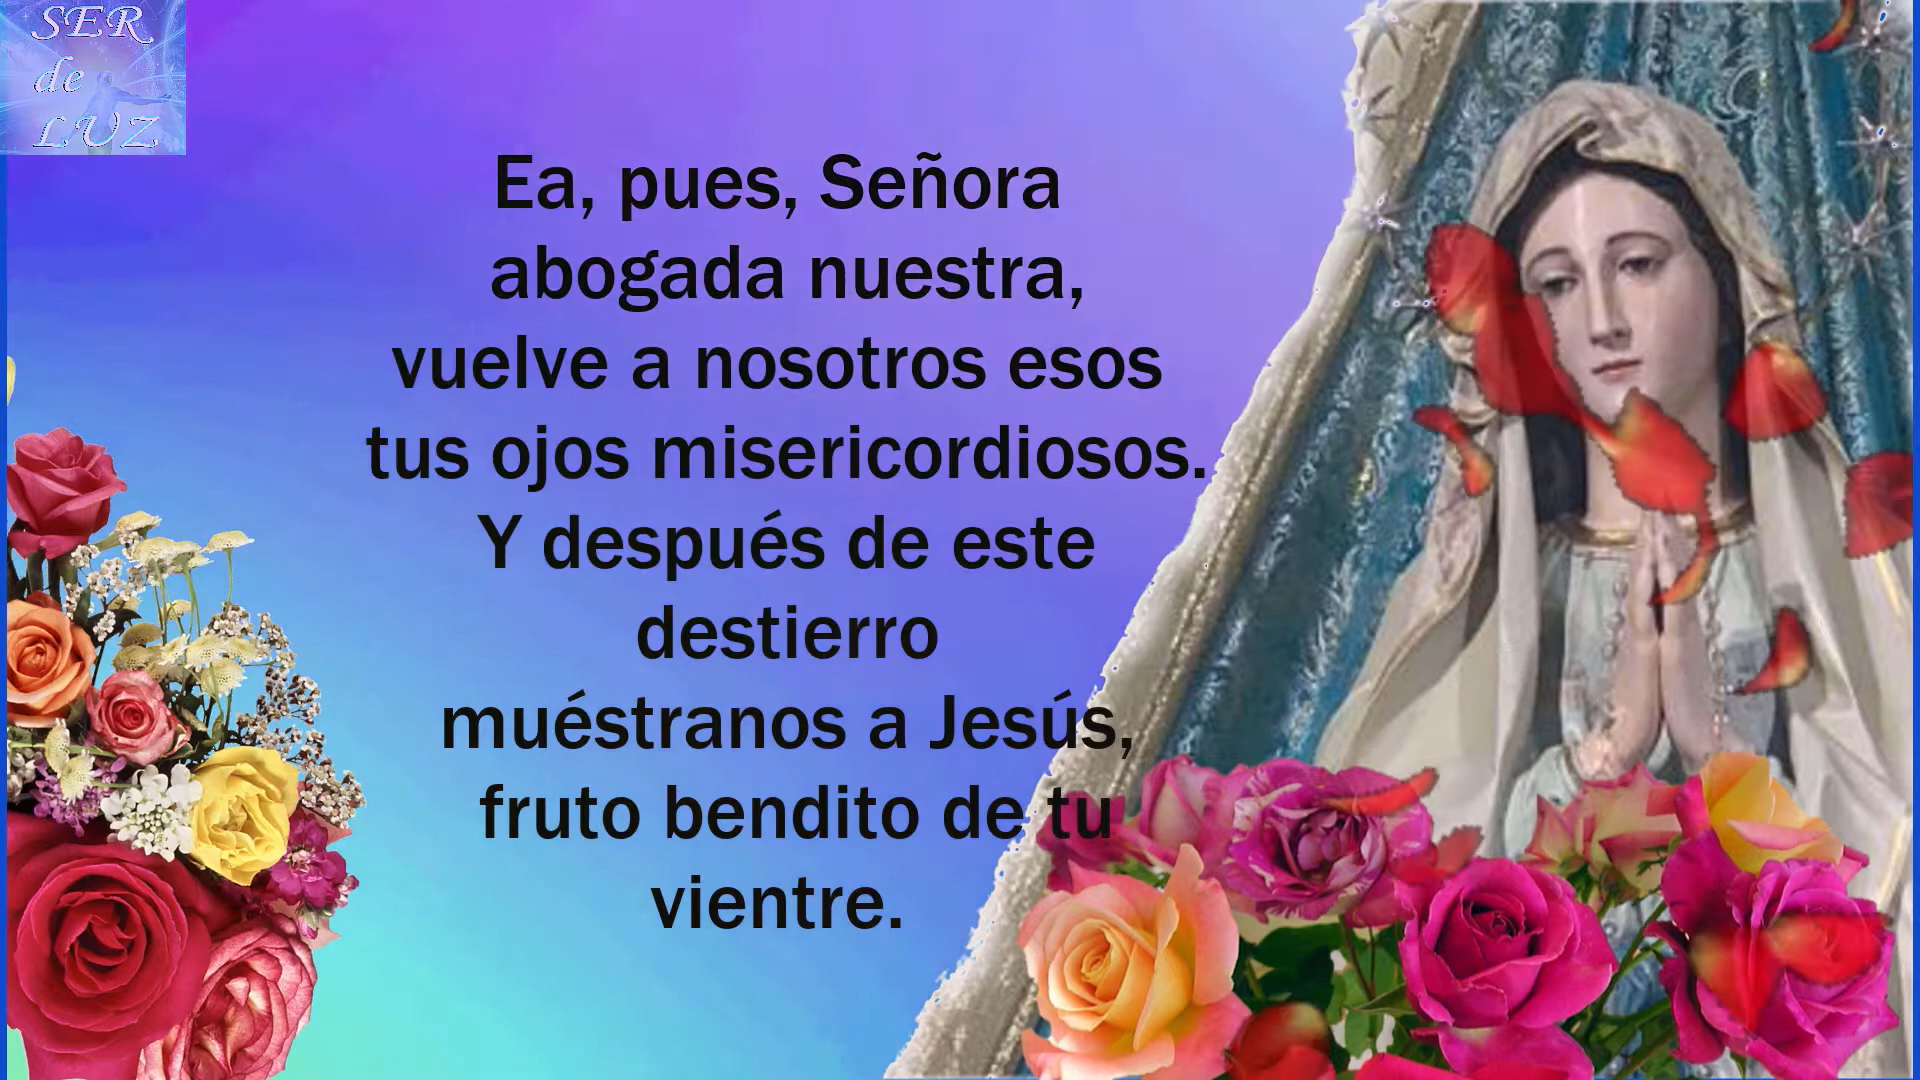 SER
de
LUZ
Ea, pues, Señora
abogada nuestra,
vuelve a nosotros esos
tus ojos misericordiosos.
Y después de este
destierro
muéstranos a Jesús,
fruto bendito de tu
vientre.